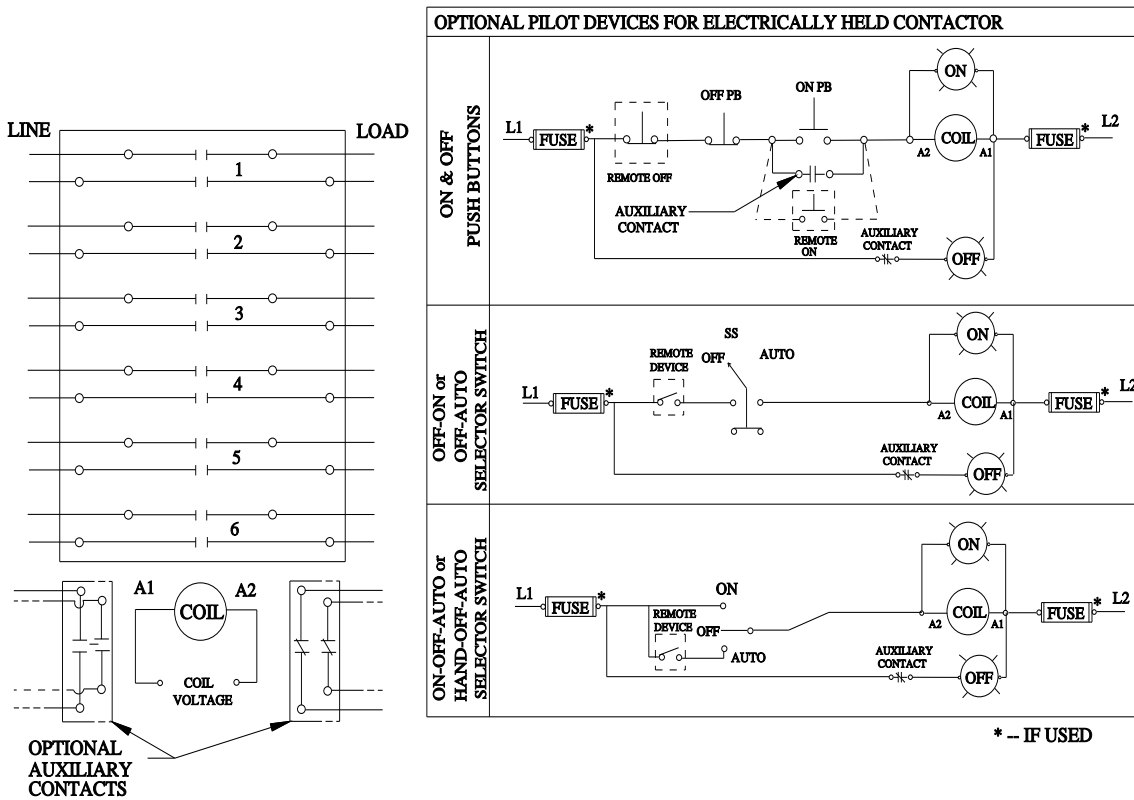 OPTIONAL PILOT DEVICES FOR ELECTRICALLY HELD CONTACTOR
LINE
LOAD
1
2
3
4
5
6
A1
A2
COIL
COIL
VOLTAGE
OPTIONAL
AUXILIARY
CONTACTS
ON & OFF
PUSH BUTTONS
L1
FUSE
*
REMOTE OFF
OFF PB
ON PB
AUXILIARY
CONTACT
REMOTE
ON
AUXILIARY
CONTACT
ON
A2
COIL
A1
OFF
FUSE
*
L2
OFF-ON or
OFF-AUTO
SELECTOR SWITCH
L1
FUSE
*
REMOTE
DEVICE
SS
OFF
AUTO
AUXILIARY
CONTACT
ON
A2
COIL
A1
OFF
FUSE
*
L2
ON-OFF-AUTO or
HAND-OFF-AUTO
SELECTOR SWITCH
L1
FUSE
*
REMOTE
DEVICE
ON
OFF
AUTO
AUXILIARY
CONTACT
ON
A2
COIL
A1
OFF
FUSE
*
L2
* -- IF USED